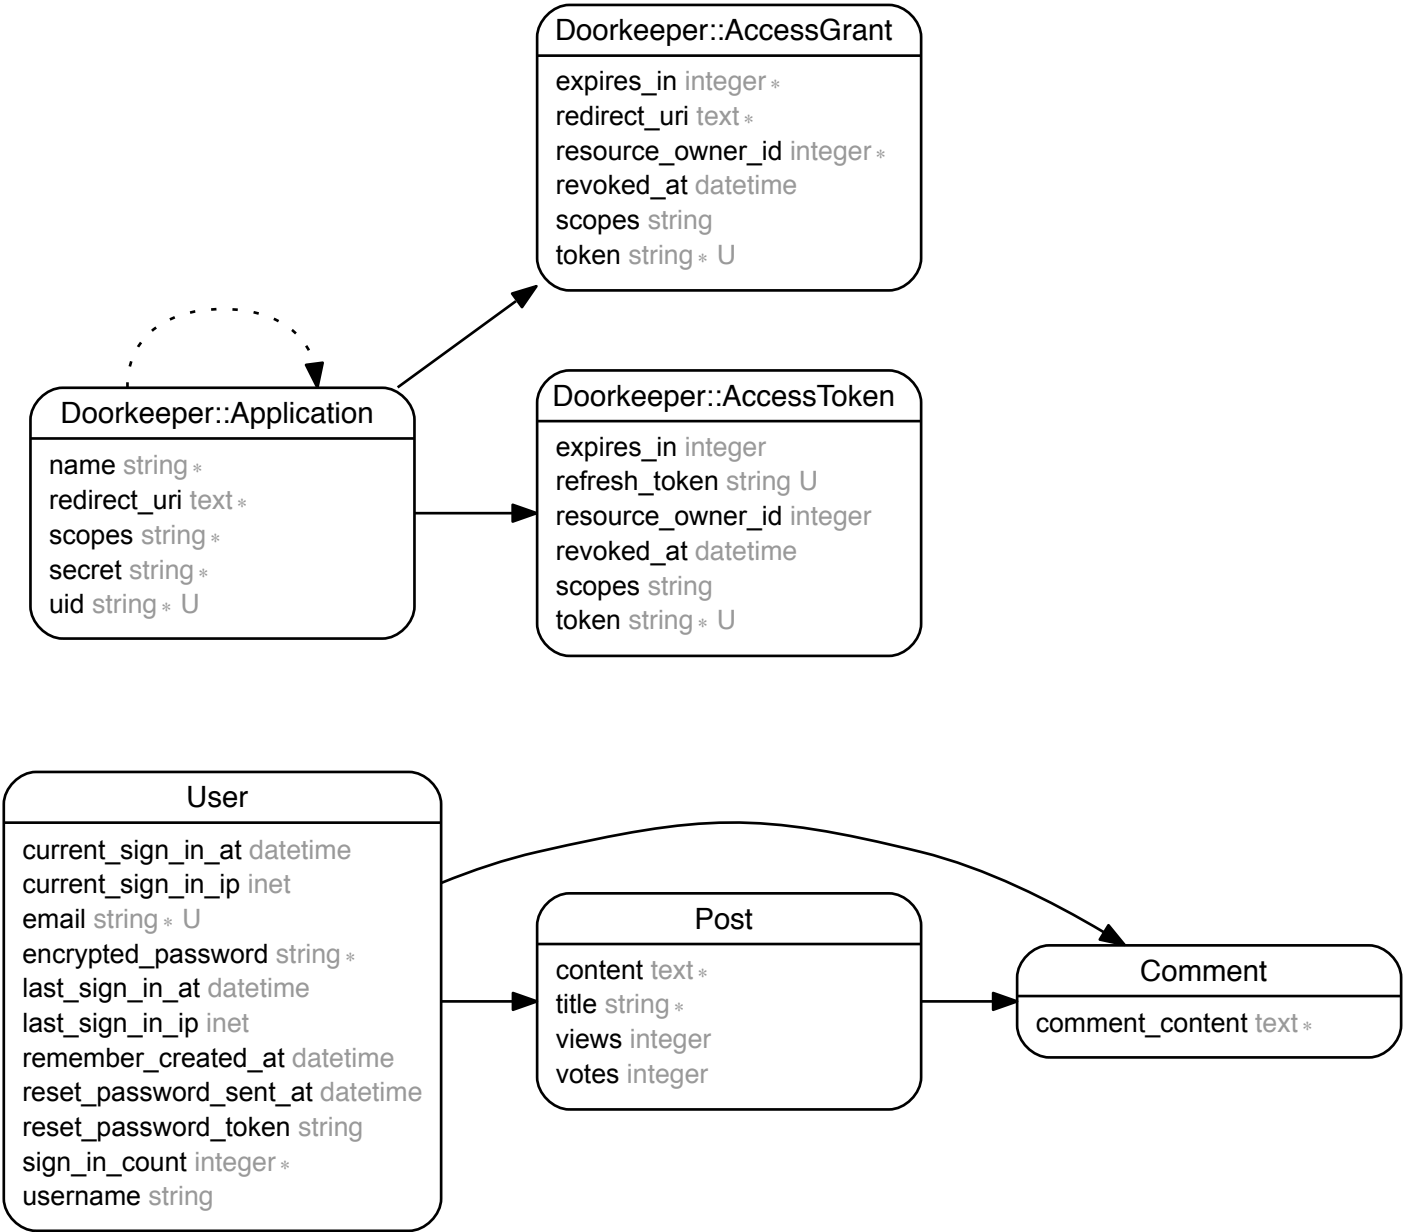 Doorkeeper::AccessGrant
expires_in integer *
redirect_uri text *
resource_owner_id integer *
revoked_at datetime
scopes string
token string * U
Doorkeeper::Application
name string *
redirect_uri text *
scopes string *
secret string *
uid string * U
Doorkeeper::AccessToken
expires_in integer
refresh_token string U
resource_owner_id integer
revoked_at datetime
scopes string
token string * U
User
current_sign_in_at datetime
current_sign_in_ip inet
email string * U
encrypted_password string *
last_sign_in_at datetime
last_sign_in_ip inet
remember_created_at datetime
reset_password_sent_at datetime
reset_password_token string
sign_in_count integer *
username string
Post
content text *
title string *
views integer
votes integer
Comment
comment_content text *